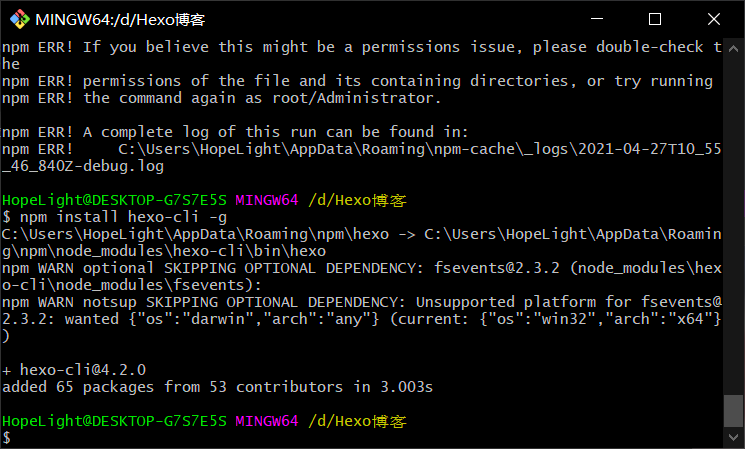 MINGW64:/d/Hexo博客
npm ERR! If you believe this might be a permissions issue, please double-check t
he
npm ERR! permissions of the file and its containing directories, or try running
npm ERR! the command again as root/Administrator.
npm ERR! A complete log of this run can be found in:
npm ERR!     C:\Users\HopeLight\AppData\Roaming\npm-cache\_logs\2021-04-27T10_55
_46_840Z-debug.log
HopeLight@DESKTOP-G7S7E5S MINGW64 /d/Hexo博客
$ npm install hexo-cli -g
C:\Users\HopeLight\AppData\Roaming\npm\hexo -> C:\Users\HopeLight\AppData\Roamin
g\npm\node_modules\hexo-cli\bin\hexo
npm WARN optional SKIPPING OPTIONAL DEPENDENCY: fsevents@2.3.2 (node_modules\hex
o-cli\node_modules\fsevents):
npm WARN notsup SKIPPING OPTIONAL DEPENDENCY: Unsupported platform for fsevents@
2.3.2: wanted {"os":"darwin","arch":"any"} (current: {"os":"win32","arch":"x64"}
)
+ hexo-cli@4.2.0
added 65 packages from 53 contributors in 3.003s
HopeLight@DESKTOP-G7S7E5S MINGW64 /d/Hexo博客
$